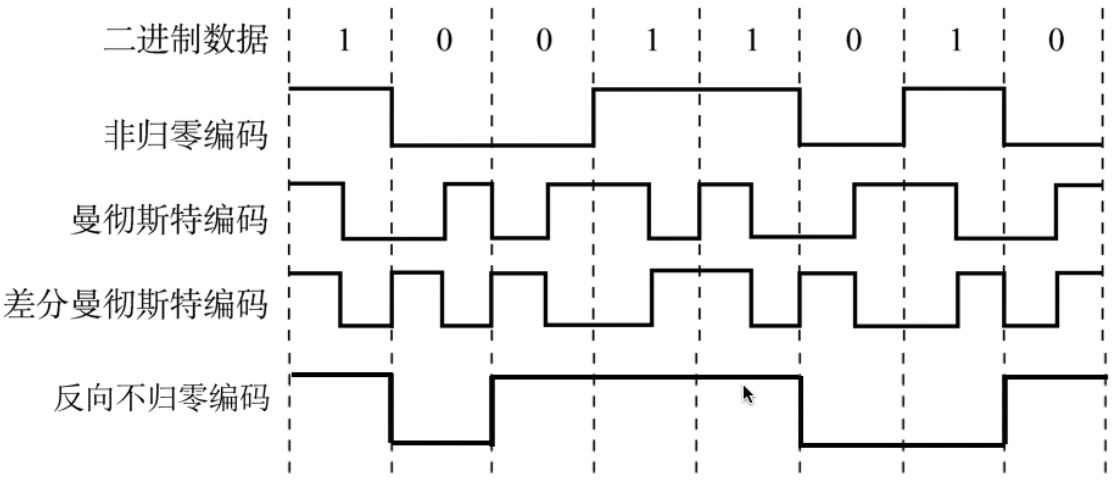 二进制数据 1 0 0 1 1 0 1 0
非归零编码
曼彻斯特编码
差分曼彻斯特编码
反向不归零编码